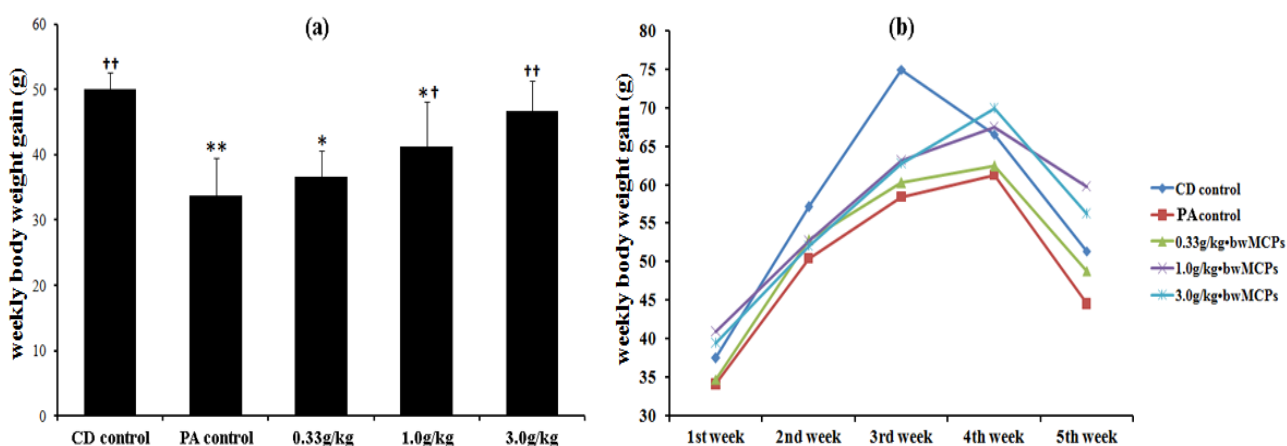 (a)
weekly body weight gain (g)
60
50
40
30
20
10
0
††
**
*
*†
††
CD control PA control 0.33g/kg 1.0g/kg 3.0g/kg
(b)
weekly body weight gain (g)
80
75
70
65
60
55
50
45
40
35
30
1st week 2nd week 3rd week 4th week 5th week
CD control
PA control
0.33g/kg•bwMCPs
1.0g/kg•bwMCPs
3.0g/kg•bwMCPs